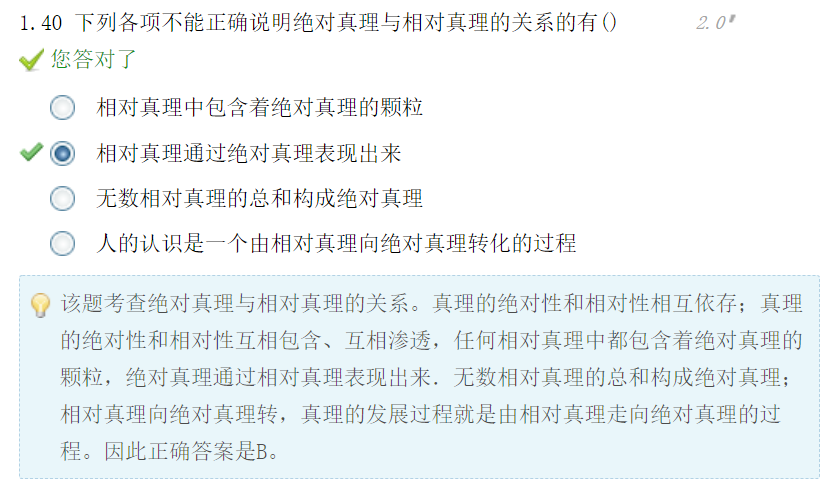 1.40 下列各项不能正确说明绝对真理与相对真理的关系的有() 2.0'
您答对了
相对真理中包含着绝对真理的颗粒
相对真理通过绝对真理表现出来
无数相对真理的总和构成绝对真理
人的认识是一个由相对真理向绝对真理转化的过程
该题考查绝对真理与相对真理的关系。真理的绝对性和相对性相互依存；真理
的绝对性和相对性互相包含、互相渗透，任何相对真理中都包含着绝对真理的
颗粒，绝对真理通过相对真理表现出来．无数相对真理的总和构成绝对真理；
相对真理向绝对真理转，真理的发展过程就是由相对真理走向绝对真理的过
程。因此正确答案是B。